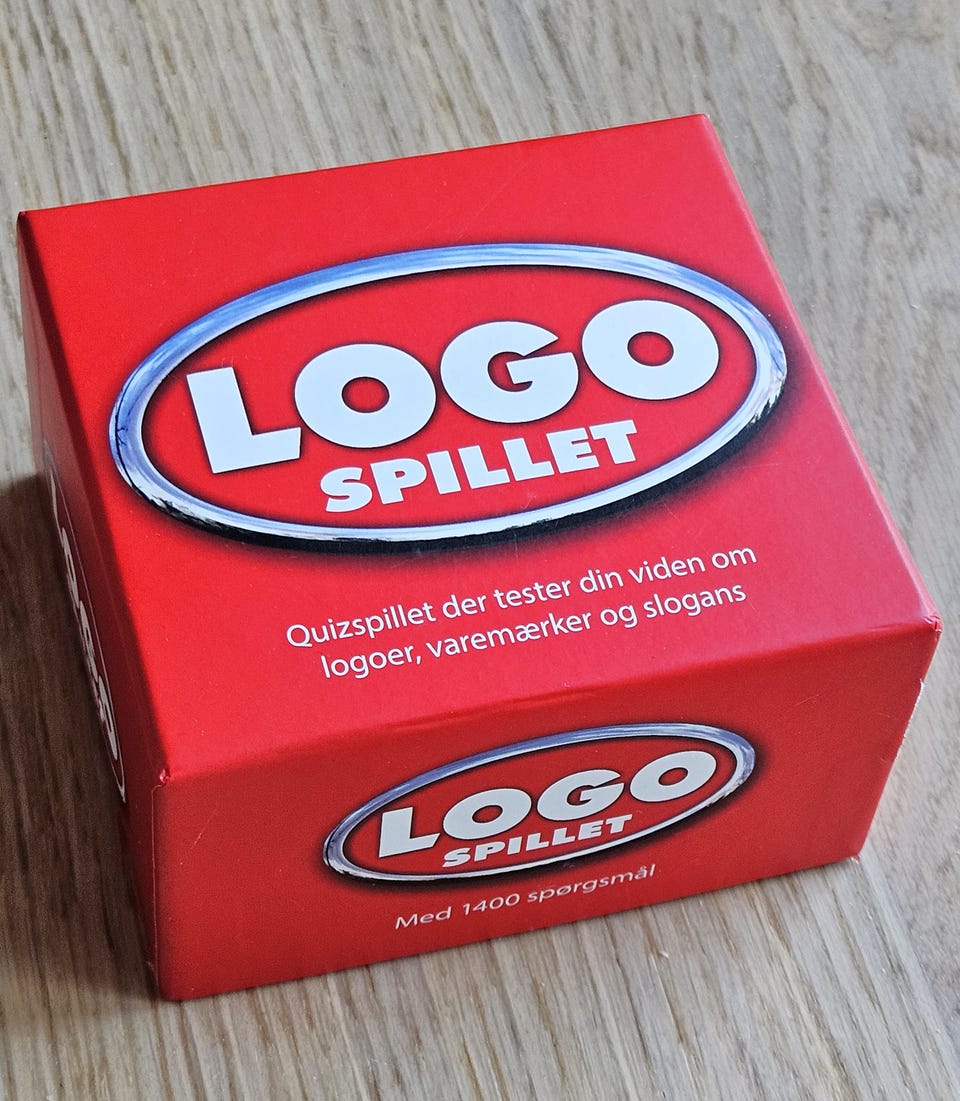 LOGO
SPILLET
Quizspillet der tester din viden om
logoer, varemærker og slogans
LOGO
SPILLET
Med 1400 spørgsmål